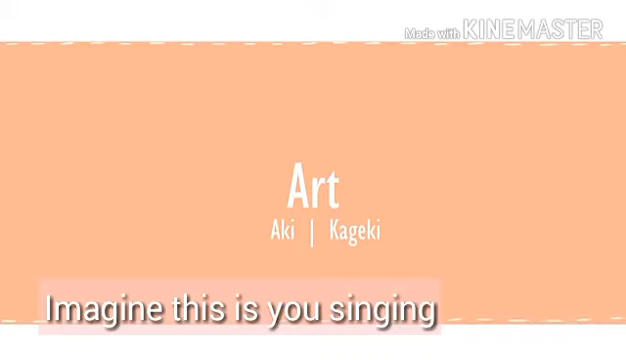 Made with KINEMASTER
Art
Aki | Kageki
Imagine this is you singing